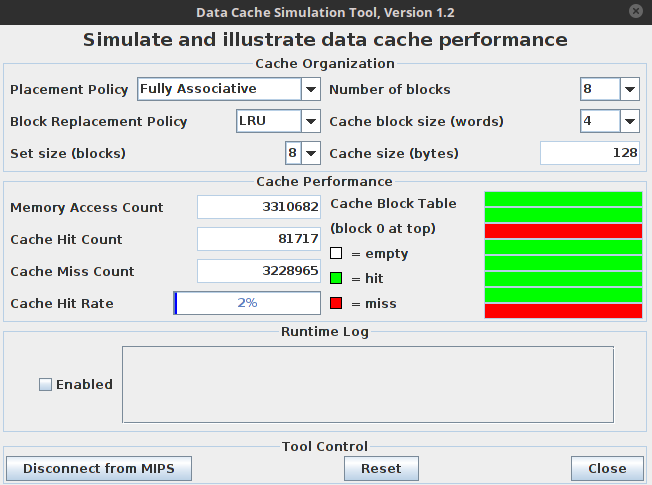 Data Cache Simulation Tool, Version 1.2
Simulate and illustrate data cache performance
Cache Organization
Placement Policy Fully Associative Number of blocks 8
Block Replacement Policy LRU Cache block size (words) 4
Set size (blocks) 8 Cache size (bytes) 128
Cache Performance
Memory Access Count 3310682 Cache Block Table
(block 0 at top)
Cache Hit Count 81717
= empty
Cache Miss Count 3228965 = hit
Cache Hit Rate 2% = miss
Runtime Log
Enabled
Tool Control
Disconnect from MIPS Reset Close